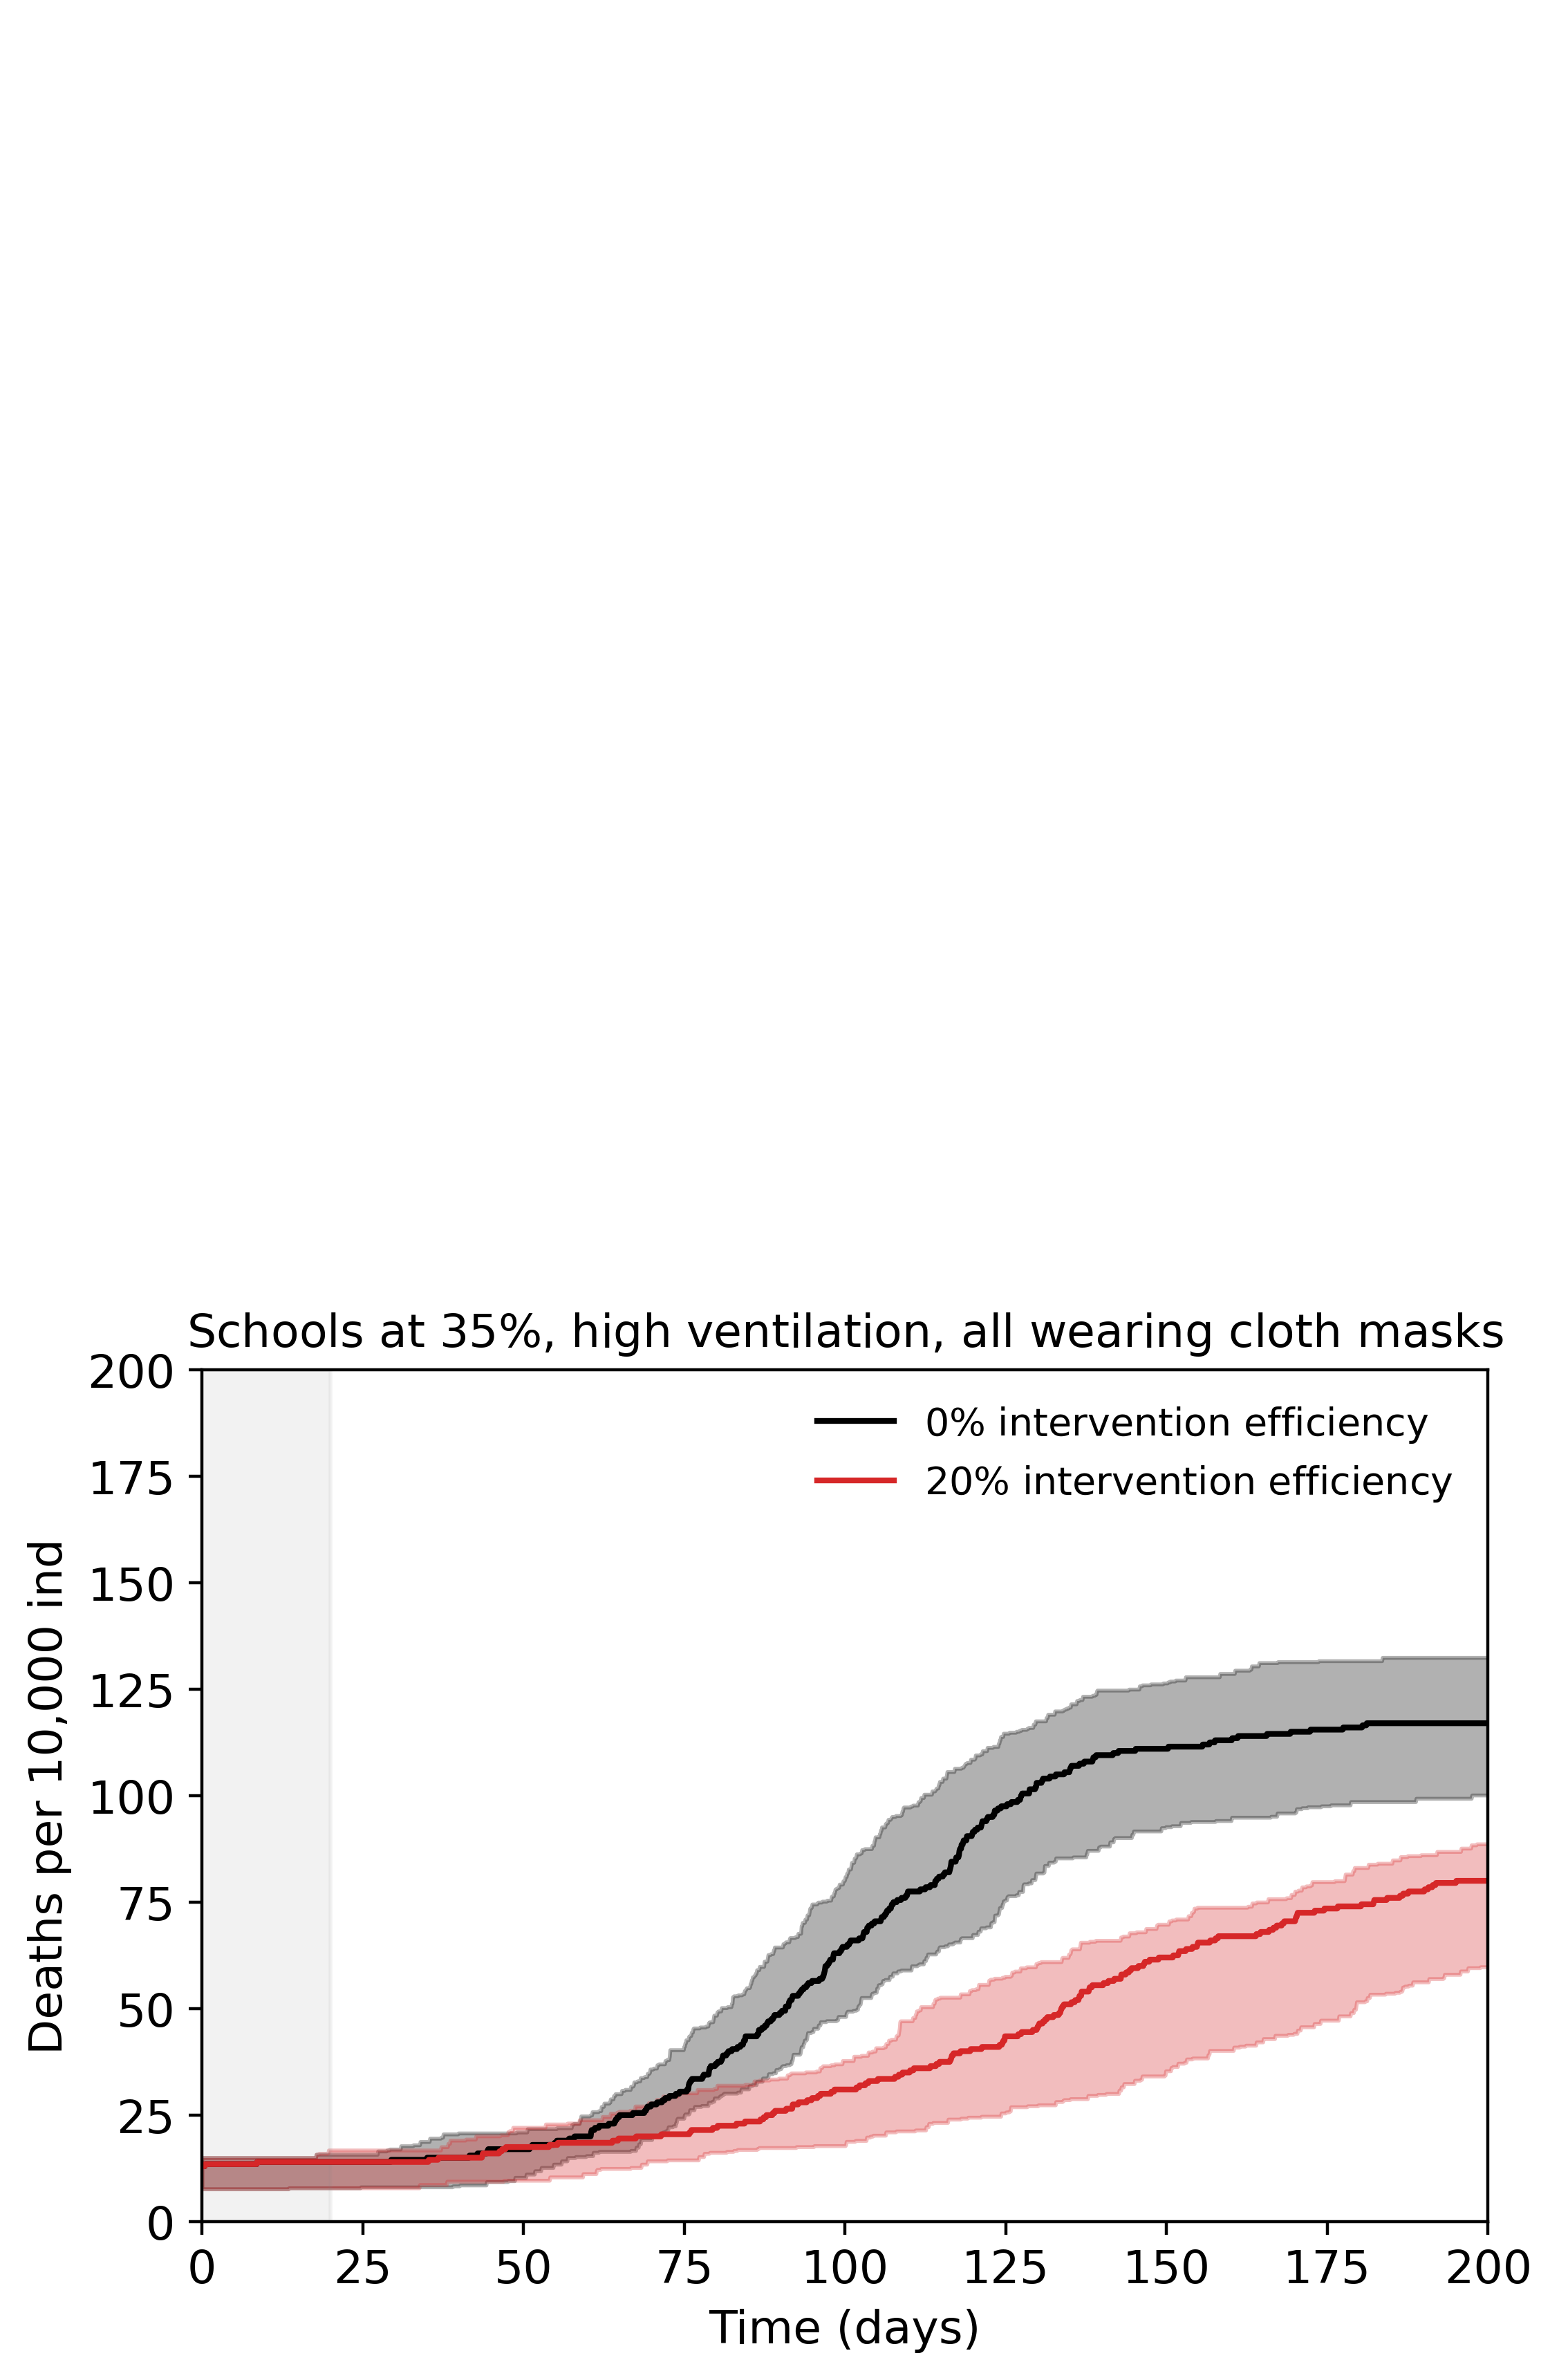 Schools at 35%, high ventilation, all wearing cloth masks
200
175
150
125
100
75
50
25
0
Deaths per 10,000 ind
0% intervention efficiency
20% intervention efficiency
0 25 50 75 100 125 150 175 200
Time (days)